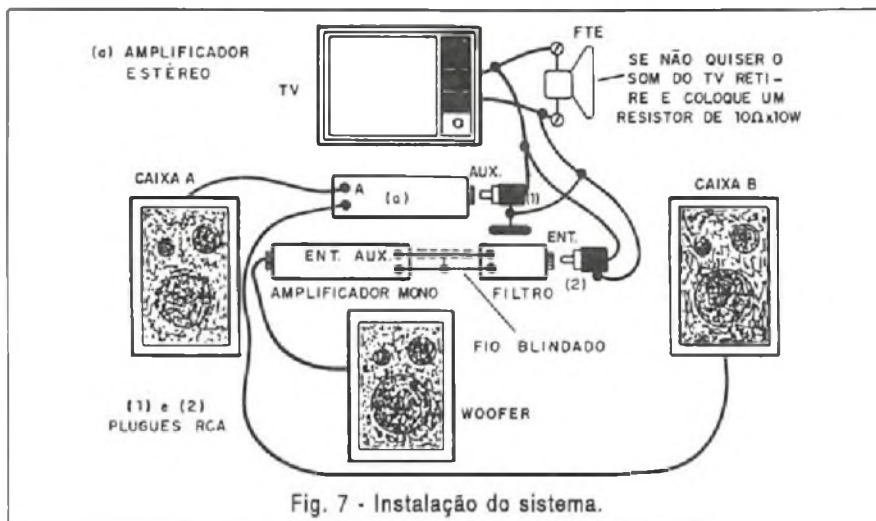 (a) AMPLIFICADOR
ESTÉREO
TV
FTE
SE NÃO QUISER O
SOM DO TV RETI-
RE E COLOQUE UM
RESISTOR DE 10Ωx10W
CAIXA A
A
(a)
AUX.
(1)
CAIXA B
ENT. AUX.
ENT.
(2)
AMPLIFICADOR MONO
FILTRO
FIO BLINDADO
(1) e (2)
PLUGUES RCA
WOOFER
Fig. 7 - Instalação do sistema.